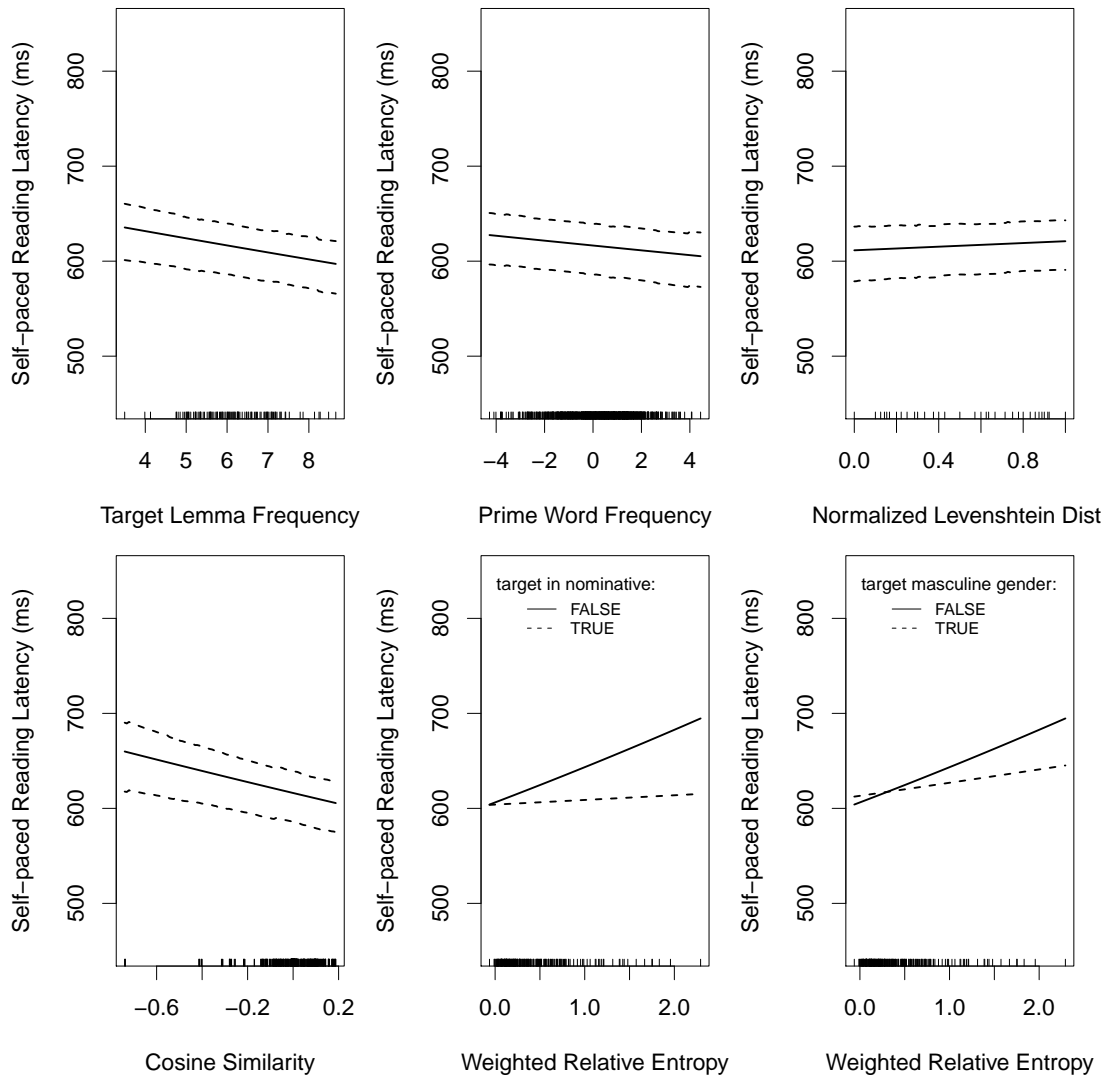 Self−paced Reading Latency (ms)
500 600 700 800
4 5 6 7 8
Target Lemma Frequency
Self−paced Reading Latency (ms)
500 600 700 800
−4 −2 0 2 4
Prime Word Frequency
Self−paced Reading Latency (ms)
500 600 700 800
0.0 0.4 0.8
Normalized Levenshtein Dist
Self−paced Reading Latency (ms)
500 600 700 800
−0.6 −0.2 0.2
Cosine Similarity
Self−paced Reading Latency (ms)
500 600 700 800
target in nominative:
FALSE
TRUE
0.0 1.0 2.0
Weighted Relative Entropy
Self−paced Reading Latency (ms)
500 600 700 800
target masculine gender:
FALSE
TRUE
0.0 1.0 2.0
Weighted Relative Entropy